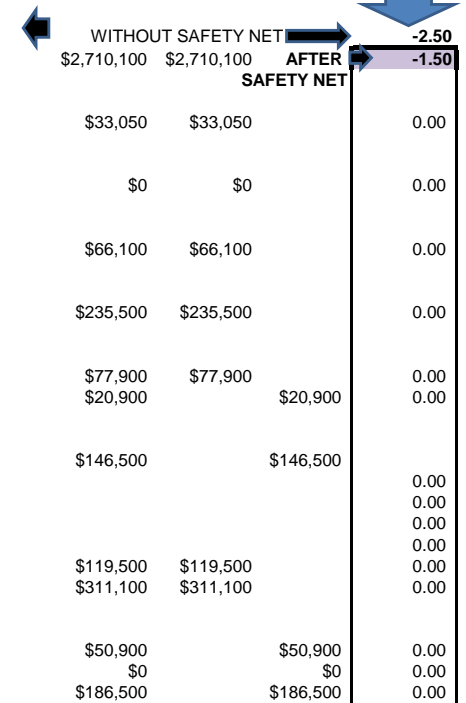 WITHOUT SAFETY NET -2.50
$2,710,100 $2,710,100 AFTER -1.50
SAFETY NET
$33,050 $33,050 0.00
$0 $0 0.00
$66,100 $66,100 0.00
$235,500 $235,500 0.00
$77,900 $77,900 0.00
$20,900 $20,900 0.00
$146,500 $146,500
0.00
0.00
0.00
0.00
$119,500 $119,500 0.00
$311,100 $311,100 0.00
$50,900 $50,900 0.00
$0 $0 0.00
$186,500 $186,500 0.00